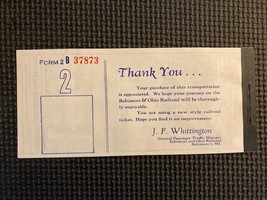 FORM 2 B 37873
2
Thank You . . .
Your purchase of this transportation
is appreciated. We hope your journey on the
Baltimore & Ohio Railroad will be thorough-
ly enjoyable.
You are using a new style railroad
ticket. Hope you find it an improvement.
J. F. Whittington
General Passenger Traffic Manager
Baltimore and Ohio Railroad
Baltimore 1, Md.